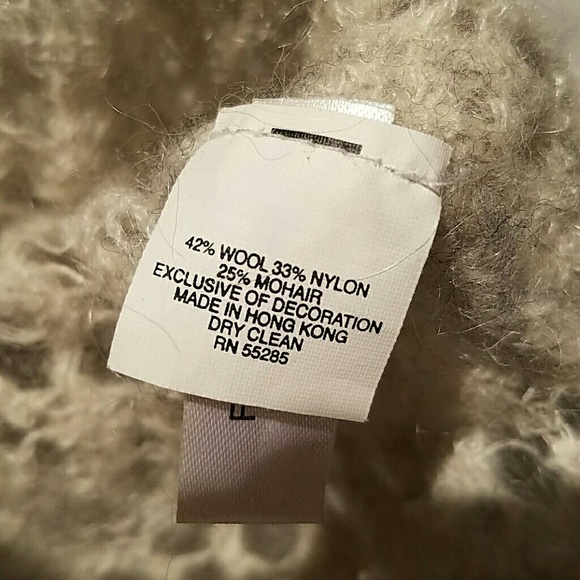 42% WOOL 33% NYLON
25% MOHAIR
EXCLUSIVE OF DECORATION
MADE IN HONG KONG
DRY CLEAN
RN 55285